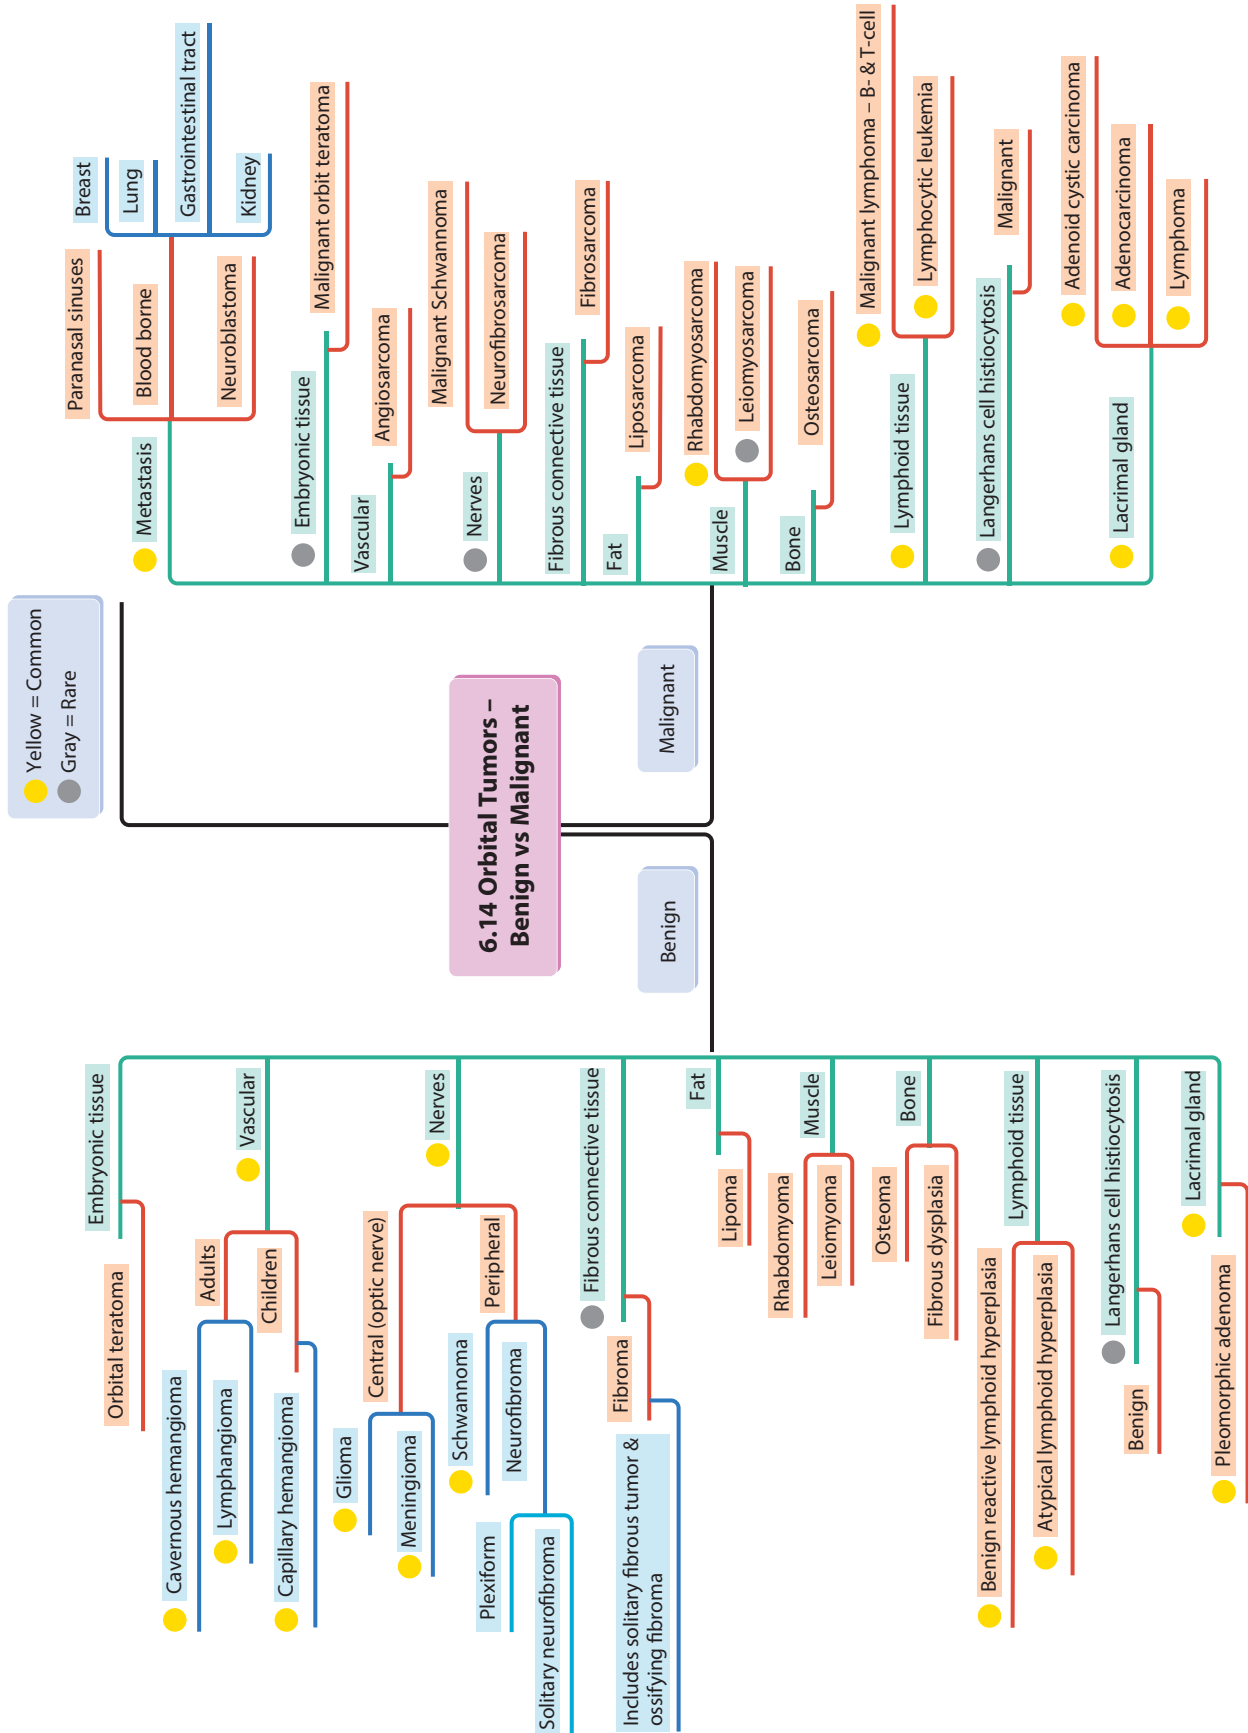 Yellow = Common
Gray = Rare
6.14 Orbital Tumors –
Benign vs Malignant
Benign
Embryonic tissue
Orbital teratoma
Vascular
Adults
Cavernous hemangioma
Lymphangioma
Children
Capillary hemangioma
Nerves
Central (optic nerve)
Glioma
Meningioma
Peripheral
Schwannoma
Neurofibroma
Plexiform
Solitary neurofibroma
Fibrous connective tissue
Fibroma
Includes solitary fibrous tumor &
ossifying fibroma
Fat
Lipoma
Muscle
Rhabdomyoma
Leiomyoma
Bone
Osteoma
Fibrous dysplasia
Lymphoid tissue
Benign reactive lymphoid hyperplasia
Atypical lymphoid hyperplasia
Langerhans cell histiocytosis
Benign
Lacrimal gland
Pleomorphic adenoma
Malignant
Metastasis
Paranasal sinuses
Blood borne
Breast
Lung
Gastrointestinal tract
Kidney
Neuroblastoma
Embryonic tissue
Malignant orbit teratoma
Vascular
Angiosarcoma
Nerves
Malignant Schwannoma
Neurofibrosarcoma
Fibrous connective tissue
Fibrosarcoma
Fat
Liposarcoma
Muscle
Rhabdomyosarcoma
Leiomyosarcoma
Bone
Osteosarcoma
Lymphoid tissue
Malignant lymphoma – B- & T-cell
Lymphocytic leukemia
Langerhans cell histiocytosis
Malignant
Lacrimal gland
Adenoid cystic carcinoma
Adenocarcinoma
Lymphoma